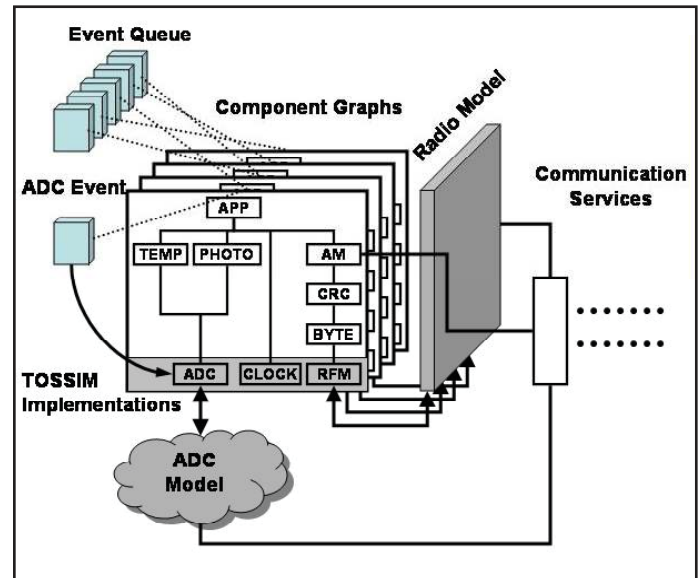 Event Queue
Component Graphs
Radio Model
ADC Event
Communication
Services
APP
TEMP
PHOTO
AM
CRC
BYTE
ADC
CLOCK
RFM
TOSSIM
Implementations
ADC
Model